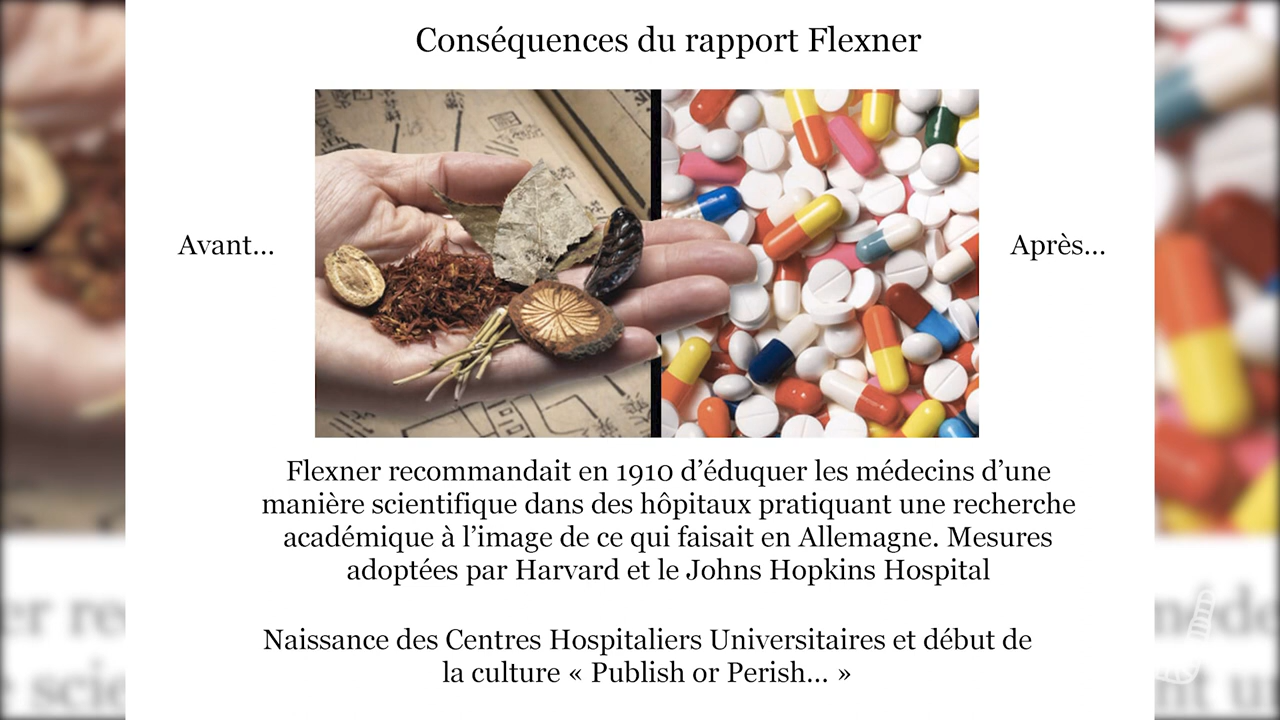 Conséquences du rapport Flexner
Avant...
Après...
Flexner recommandait en 1910 d’éduquer les médecins d’une
manière scientifique dans des hôpitaux pratiquant une recherche
académique à l’image de ce qui faisait en Allemagne. Mesures
adoptées par Harvard et le Johns Hopkins Hospital
Naissance des Centres Hospitaliers Universitaires et début de
la culture « Publish or Perish... »